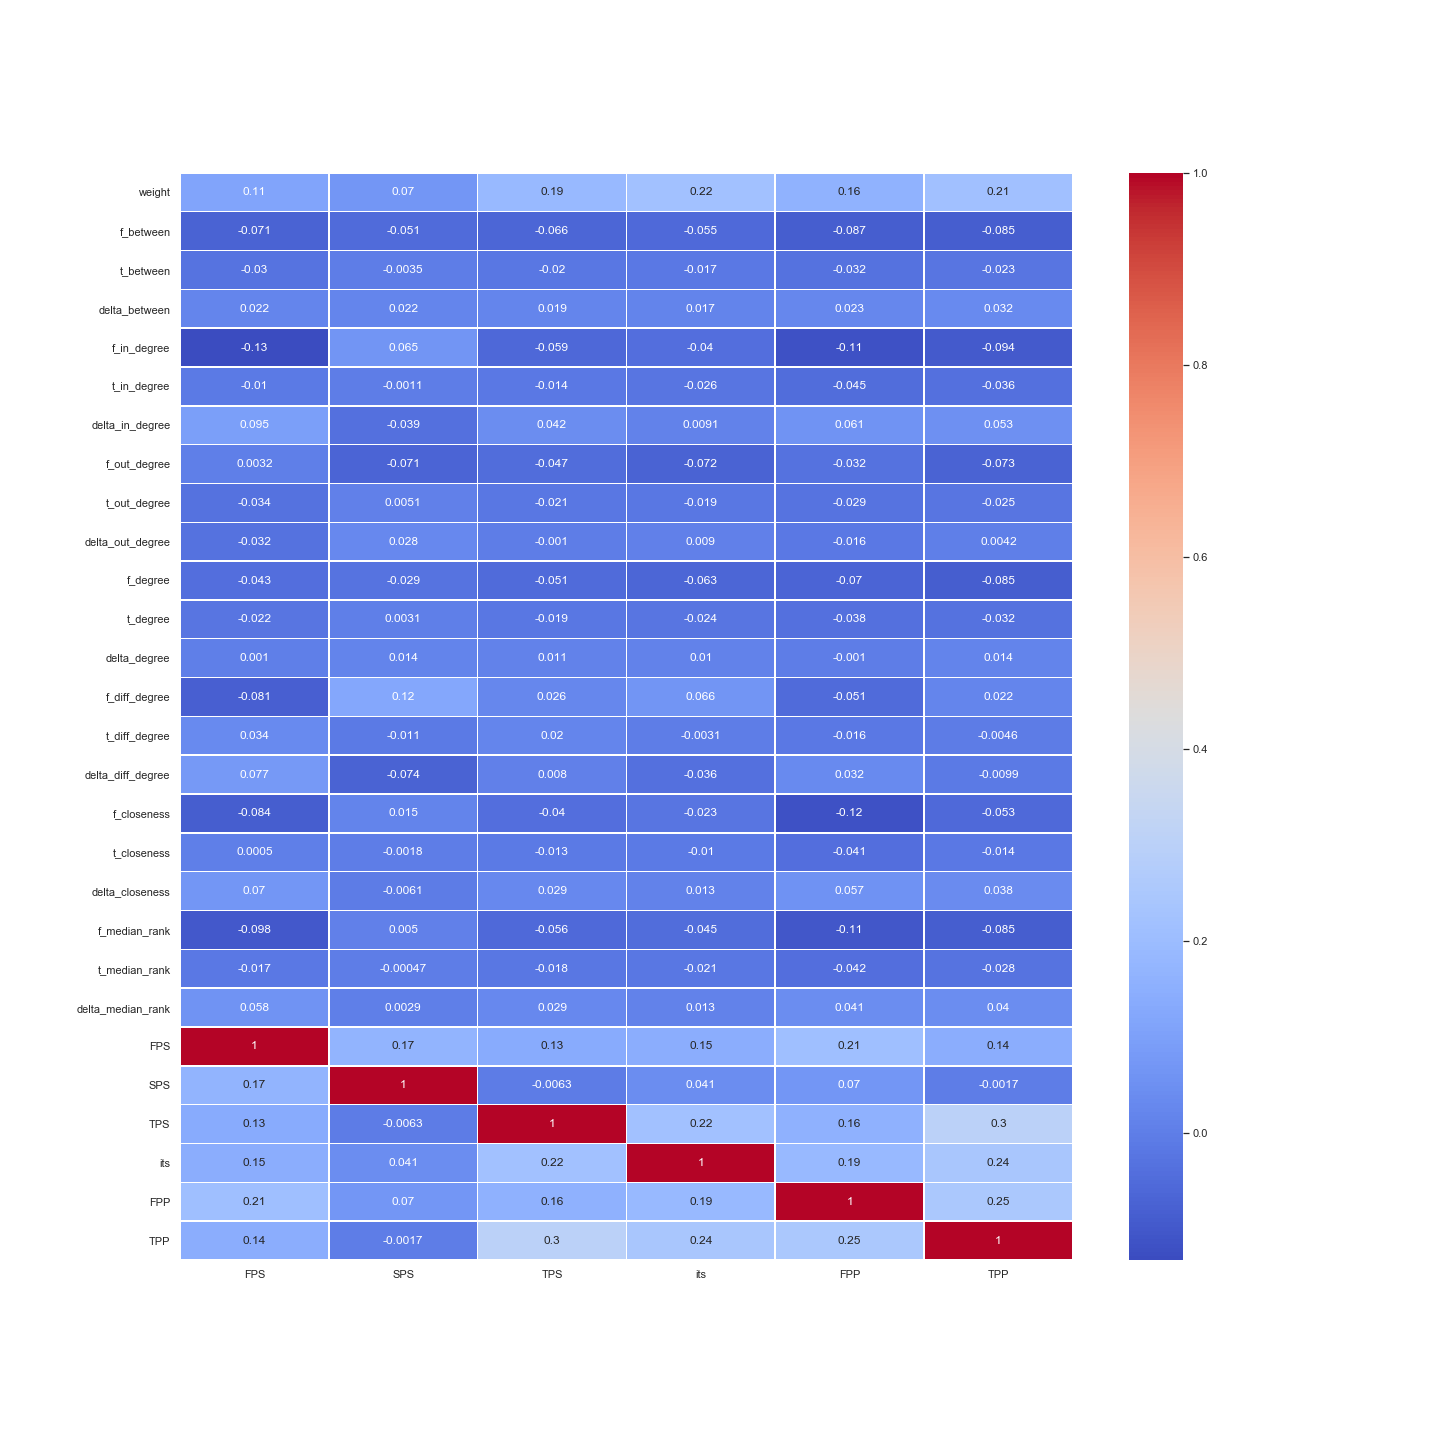 weight 0.11 0.07 0.19 0.22 0.16 0.21
f_between -0.071 -0.051 -0.066 -0.055 -0.087 -0.085
t_between -0.03 -0.0035 -0.02 -0.017 -0.032 -0.023
delta_between 0.022 0.022 0.019 0.017 0.023 0.032
f_in_degree -0.13 0.065 -0.059 -0.04 -0.11 -0.094
t_in_degree -0.01 -0.0011 -0.014 -0.026 -0.045 -0.036
delta_in_degree 0.095 -0.039 0.042 0.0091 0.061 0.053
f_out_degree 0.0032 -0.071 -0.047 -0.072 -0.032 -0.073
t_out_degree -0.034 0.0051 -0.021 -0.019 -0.029 -0.025
delta_out_degree -0.032 0.028 -0.001 0.009 -0.016 0.0042
f_degree -0.043 -0.029 -0.051 -0.063 -0.07 -0.085
t_degree -0.022 0.0031 -0.019 -0.024 -0.038 -0.032
delta_degree 0.001 0.014 0.011 0.01 -0.001 0.014
f_diff_degree -0.081 0.12 0.026 0.066 -0.051 0.022
t_diff_degree 0.034 -0.011 0.02 -0.0031 -0.016 -0.0046
delta_diff_degree 0.077 -0.074 0.008 -0.036 0.032 -0.0099
f_closeness -0.084 0.015 -0.04 -0.023 -0.12 -0.053
t_closeness 0.0005 -0.0018 -0.013 -0.01 -0.041 -0.014
delta_closeness 0.07 -0.0061 0.029 0.013 0.057 0.038
f_median_rank -0.098 0.005 -0.056 -0.045 -0.11 -0.085
t_median_rank -0.017 -0.00047 -0.018 -0.021 -0.042 -0.028
delta_median_rank 0.058 0.0029 0.029 0.013 0.041 0.04
FPS 1 0.17 0.13 0.15 0.21 0.14
SPS 0.17 1 -0.0063 0.041 0.07 -0.0017
TPS 0.13 -0.0063 1 0.22 0.16 0.3
its 0.15 0.041 0.22 1 0.19 0.24
FPP 0.21 0.07 0.16 0.19 1 0.25
TPP 0.14 -0.0017 0.3 0.24 0.25 1
FPS SPS TPS its FPP TPP
1.0
0.8
0.6
0.4
0.2
0.0